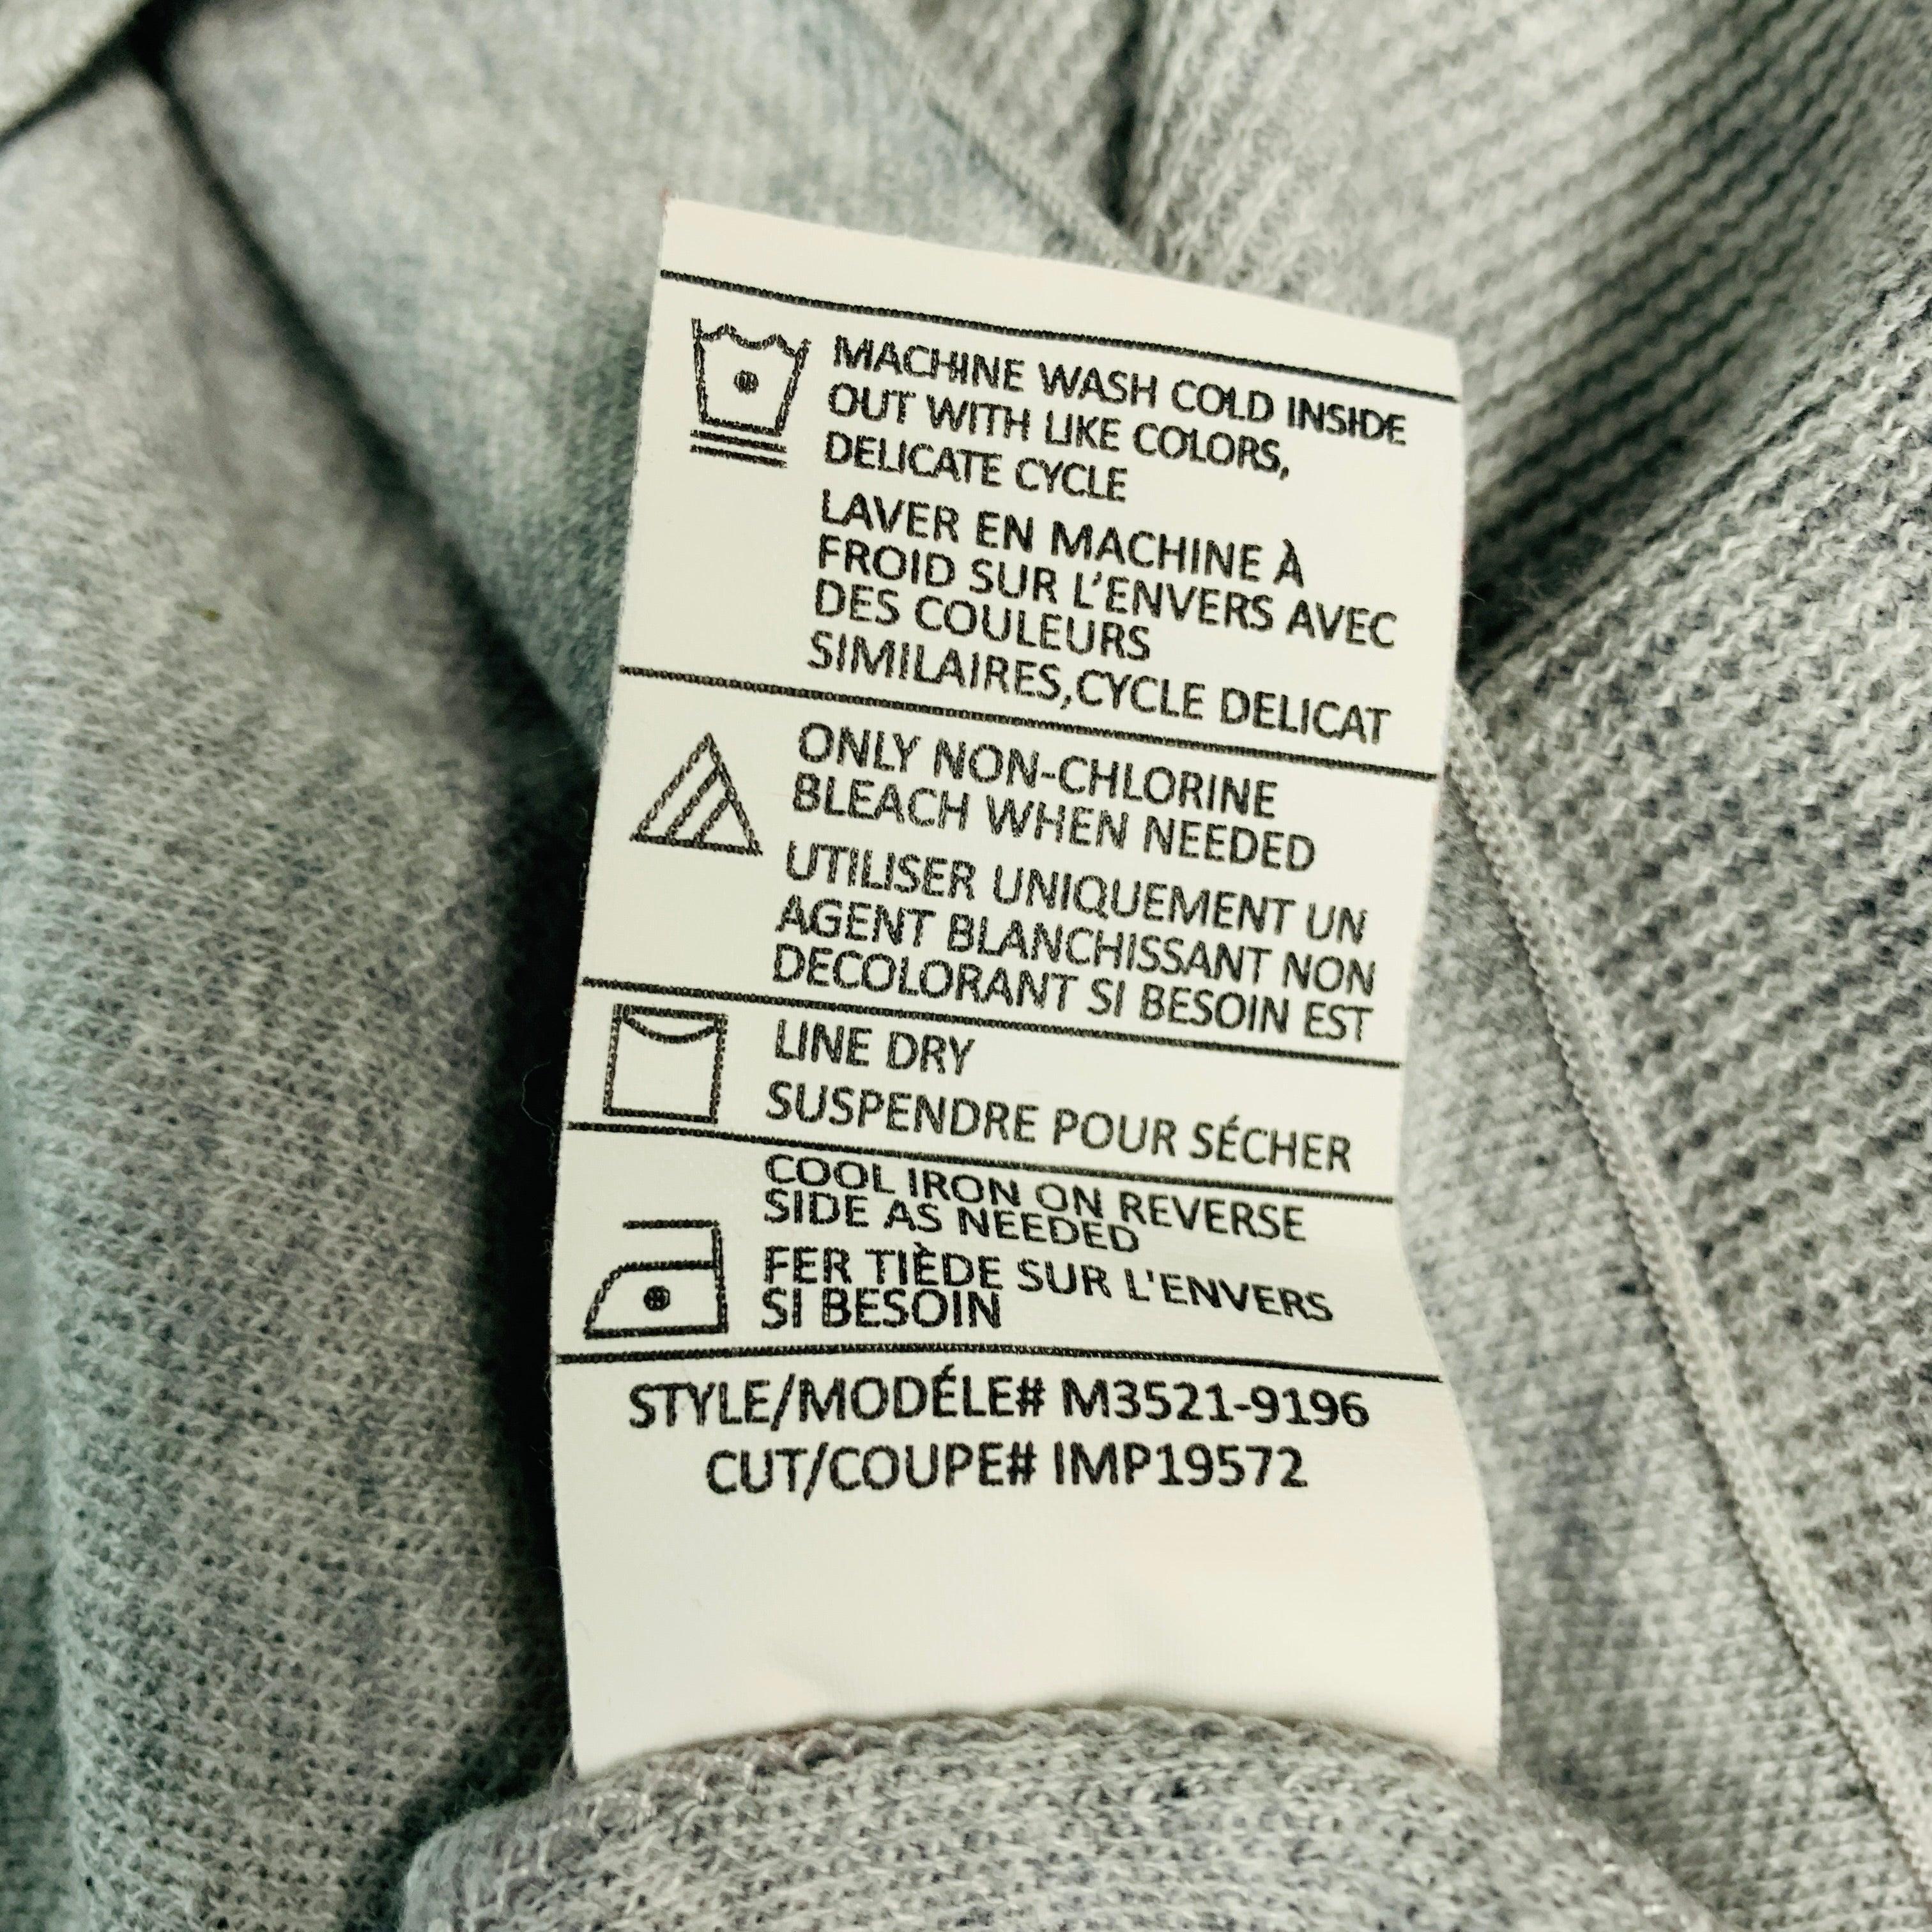 MACHINE WASH COLD INSIDE
OUT WITH LIKE COLORS,
DELICATE CYCLE
LAVER EN MACHINE À
FROID SUR L'ENVERS AVEC
DES COULEURS
SIMILAIRES,CYCLE DELICAT
ONLY NON-CHLORINE
BLEACH WHEN NEEDED
UTILISER UNIQUEMENT UN
AGENT BLANCHISSANT NON
DECOLORANT SI BESOIN EST
LINE DRY
SUSPENDRE POUR SÉCHER
COOL IRON ON REVERSE
SIDE AS NEEDED
FER TIÈDE SUR L'ENVERS
SI BESOIN
STYLE/MODÉLE# M3521-9196
CUT/COUPE# IMP19572